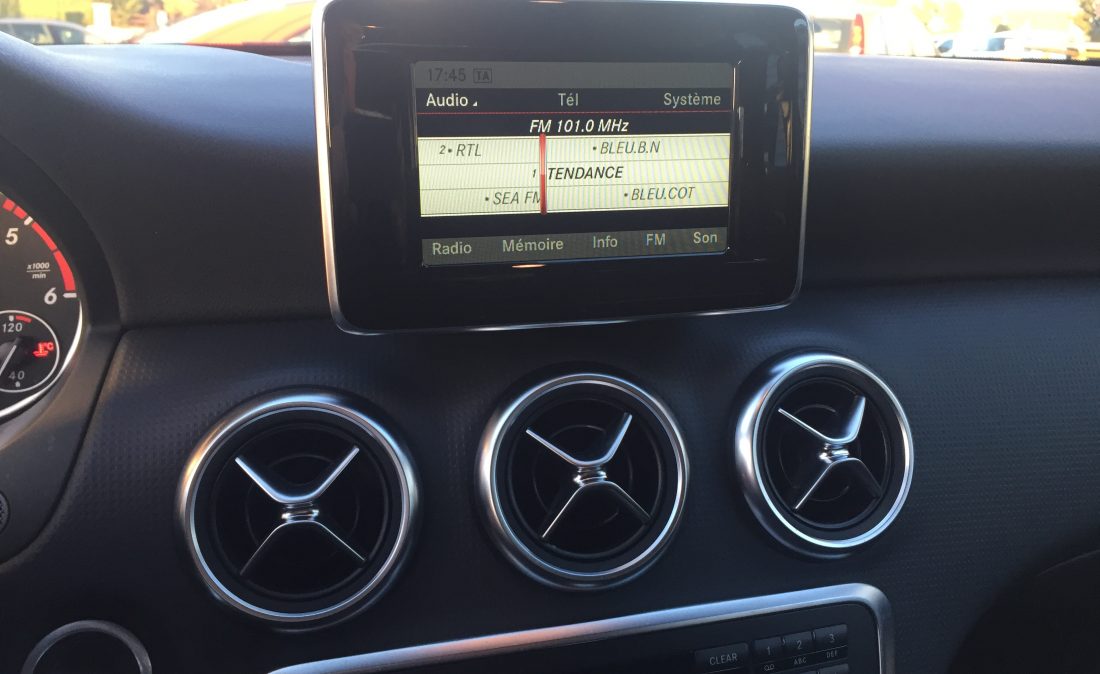 17:45 TA
Audio Tél Système
FM 101.0 MHz
2 • RTL • BLEU.B.N
1 TENDANCE
• SEA FM • BLEU.COT
Radio Mémoire Info FM Son
5
x1000
min
6
120
°C
40
CLEAR 1 2 3
ABC DEF